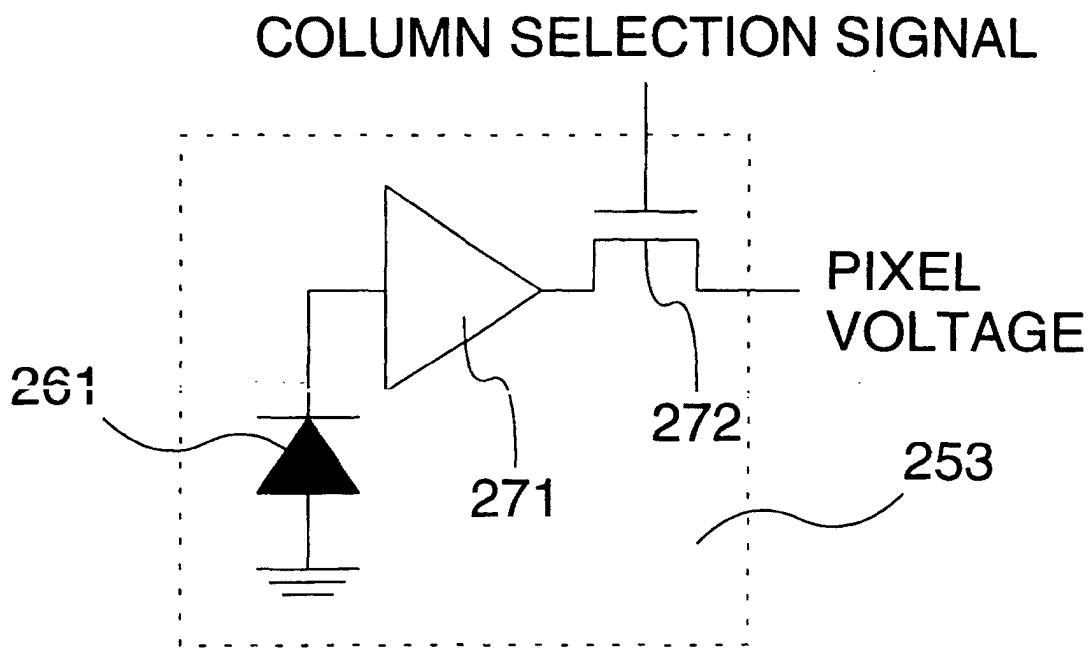 COLUMN SELECTION SIGNAL
PIXEL
VOLTAGE
261
272
253
271